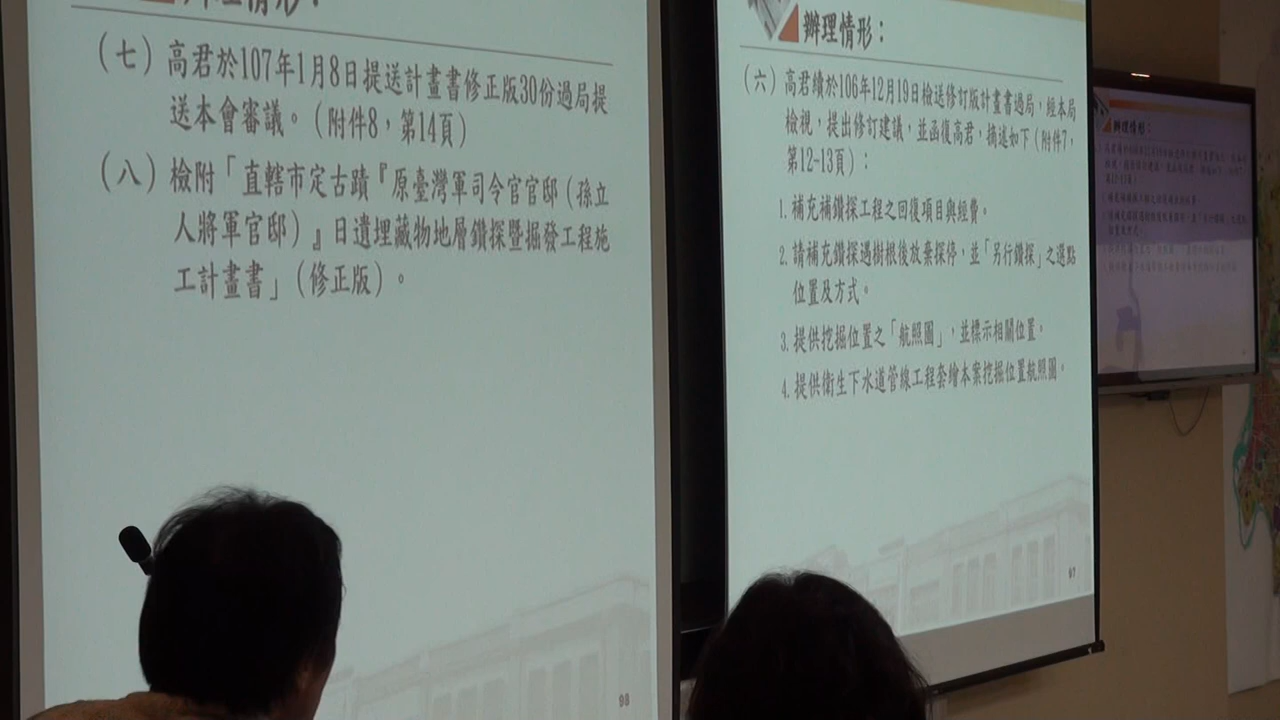 辦理情形：
（七）高君於107年1月8日提送計畫書修正版30份過局提
送本會審議。（附件8，第14頁）
（八）檢附「直轄市定古蹟『原臺灣軍司令官官邸（孫立
人將軍官邸）』日遺埋藏物地層鑽探暨掘發工程施
工計畫書」（修正版）。
98
辦理情形：
（六）高君續於106年12月19日檢送修訂版計畫書過局，經本局
檢視，提出修訂建議，並函復高君，摘述如下（附件7，
第12-13頁）：
1. 補充補鑽探工程之回復項目與經費。
2. 請補充鑽探遇樹根後放棄探停，並「另行鑽探」之選點
位置及方式。
3. 提供挖掘位置之「航照圖」，並標示相關位置。
4. 提供衛生下水道管線工程套繪本案挖掘位置航照圖。
97
辦理情形：